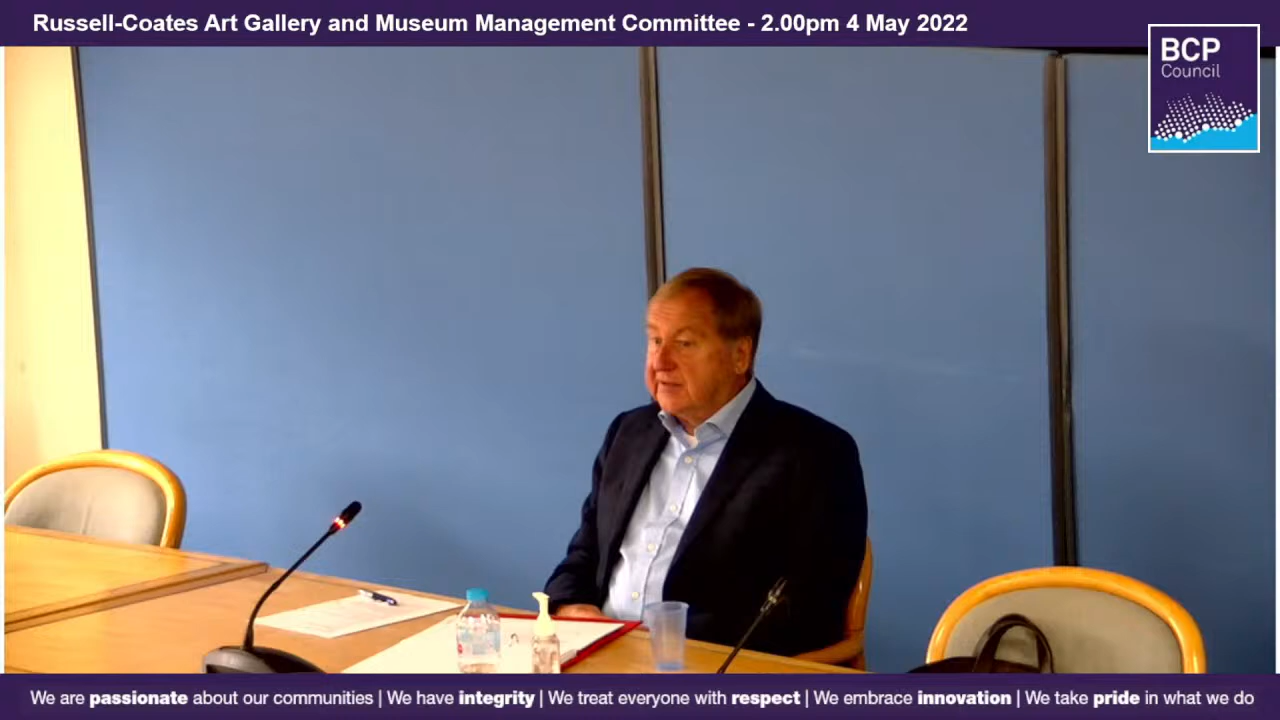 Russell-Coates Art Gallery and Museum Management Committee - 2.00pm 4 May 2022
BCP
Council
We are passionate about our communities | We have integrity | We treat everyone with respect | We embrace innovation | We take pride in what we do